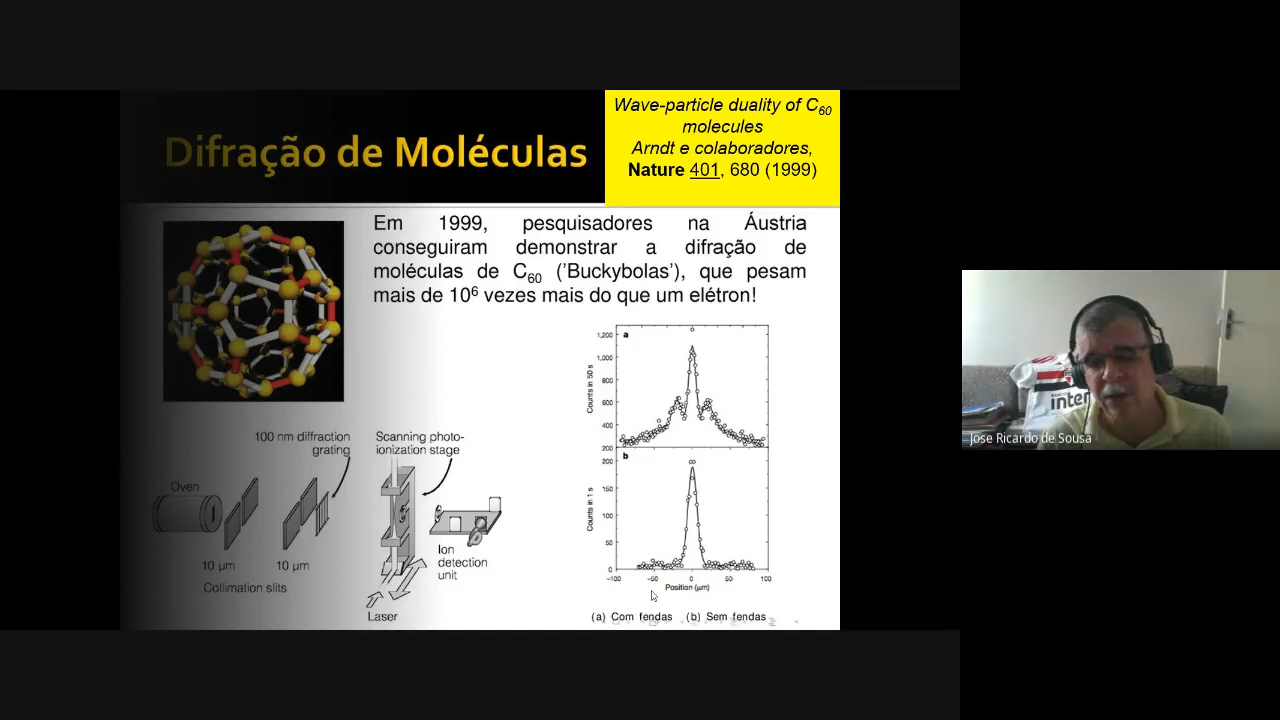 Difração de Moléculas
Wave-particle duality of C60
molecules
Arndt e colaboradores,
Nature 401, 680 (1999)
Em 1999, pesquisadores na Áustria
conseguiram demonstrar a difração de
moléculas de C60 ('Buckybolas'), que pesam
mais de 10⁶ vezes mais do que um elétron!
100 nm diffraction
grating
Scanning photo-
ionization stage
Oven
10 µm
10 µm
Collimation slits
Ion
detection
unit
Laser
a
1,200
1,000
800
600
400
200
Counts in 50 s
b
200
150
100
50
0
Counts in 1 s
-100 -50 0 50 100
Position (µm)
(a) Com fendas (b) Sem fendas
inter
Jose Ricardo de Sousa